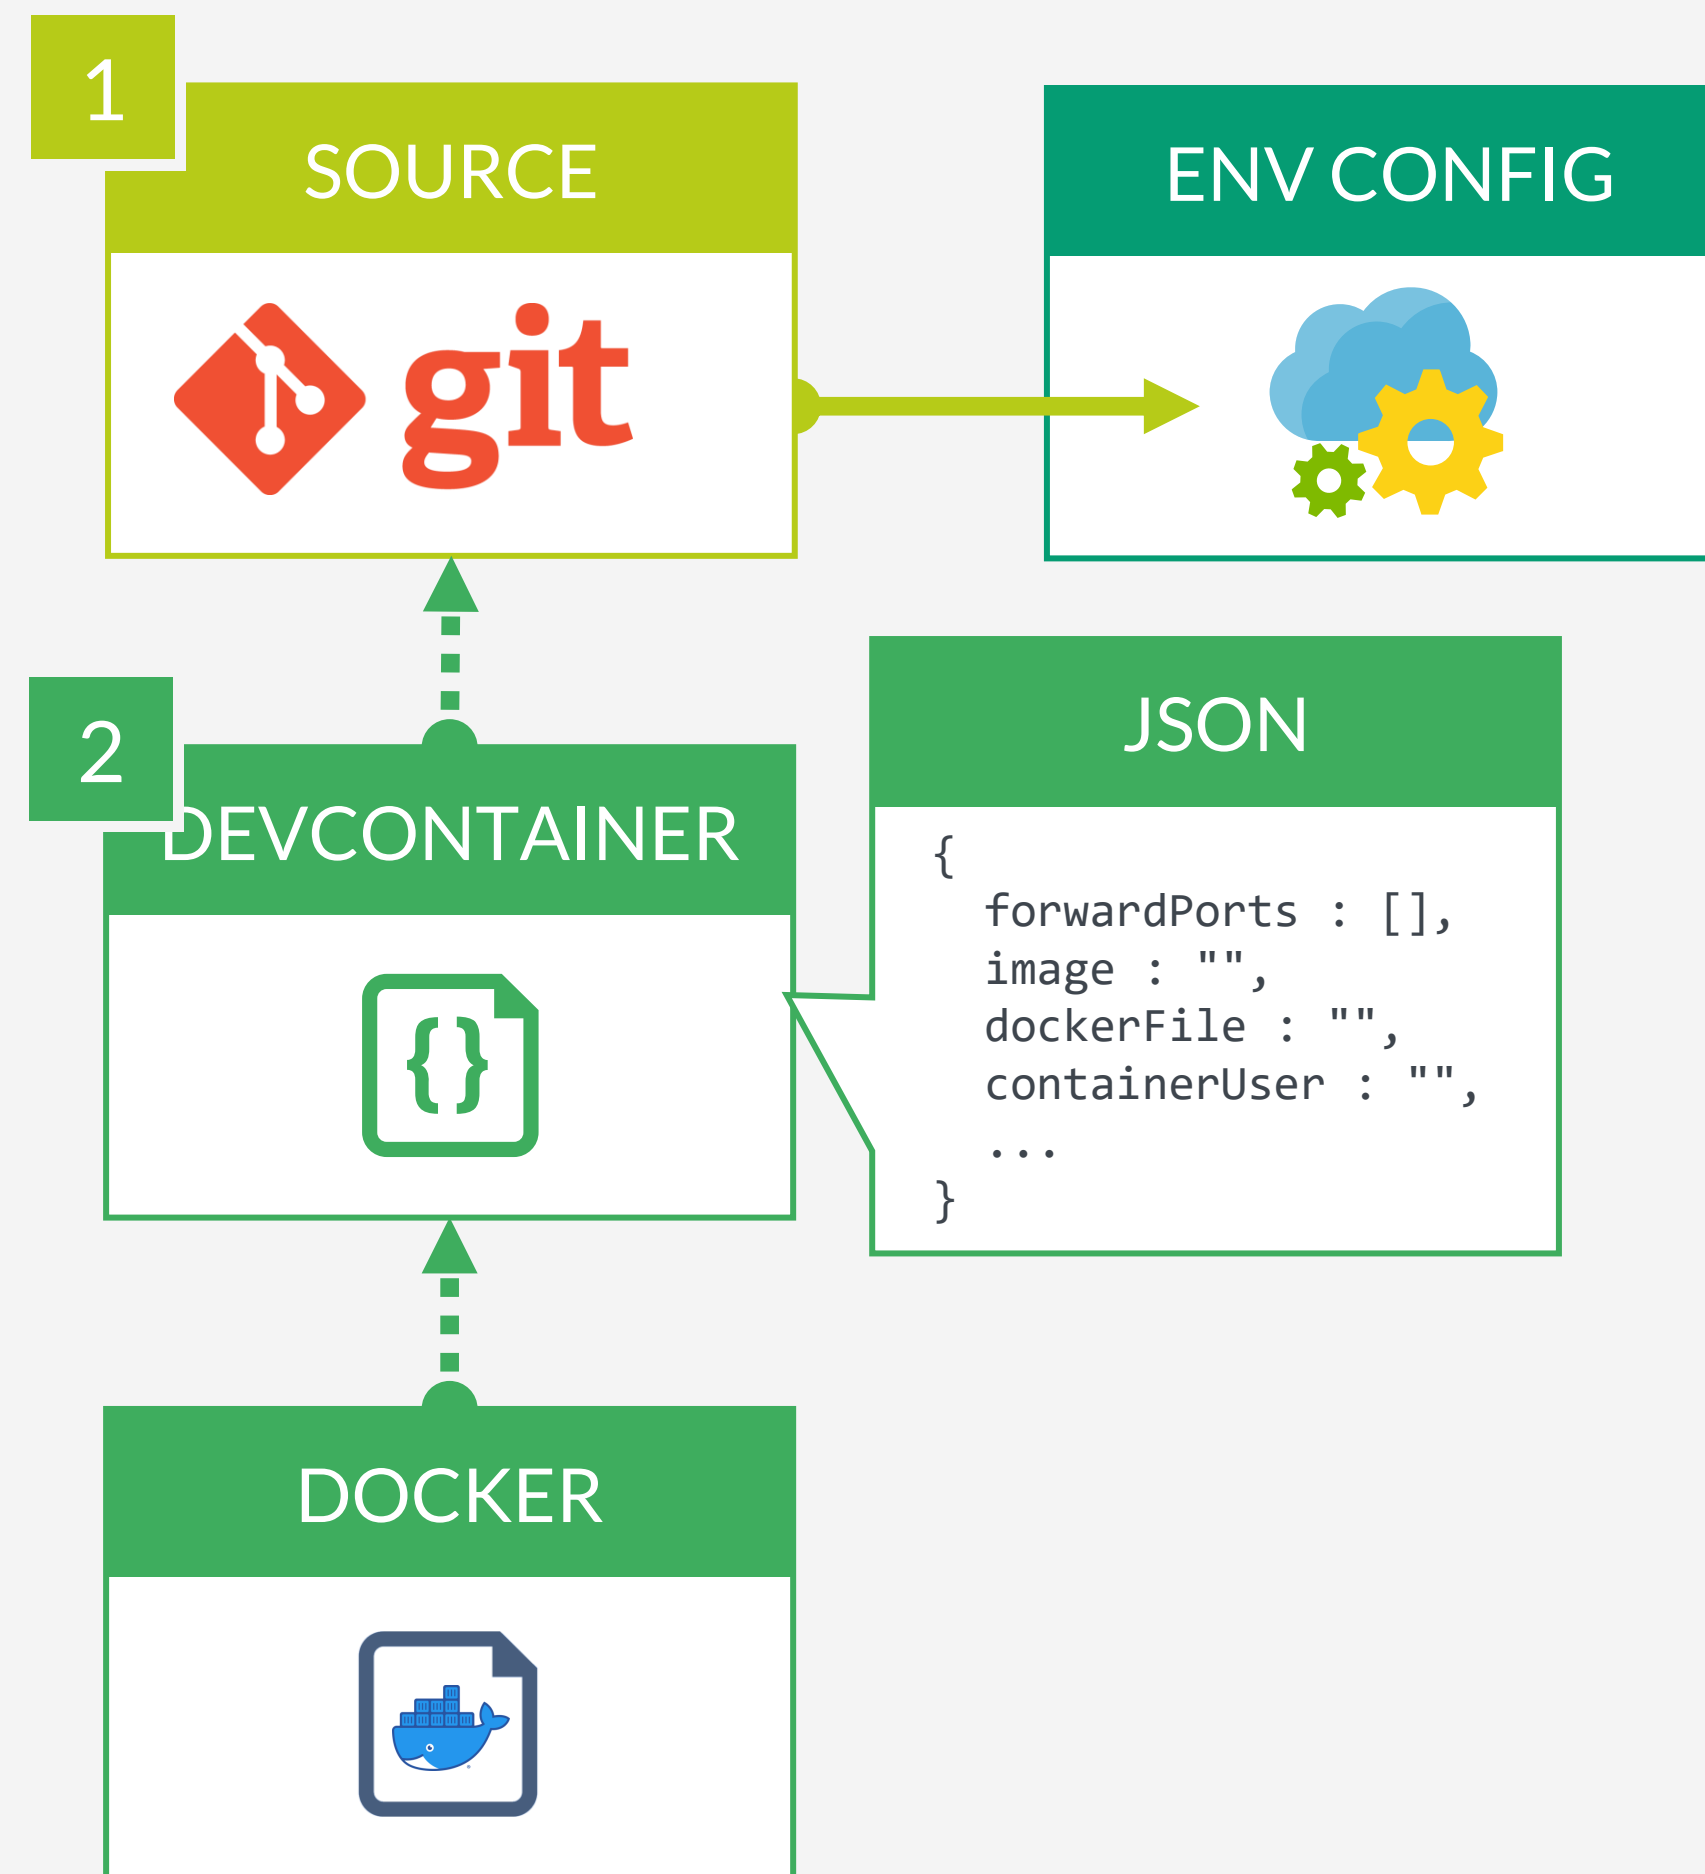 1
SOURCE
git
ENV CONFIG
2
DEVCONTAINER
{}
JSON
{
forwardPorts : [],
image : "",
dockerFile : "",
containerUser : "",
...
}
DOCKER